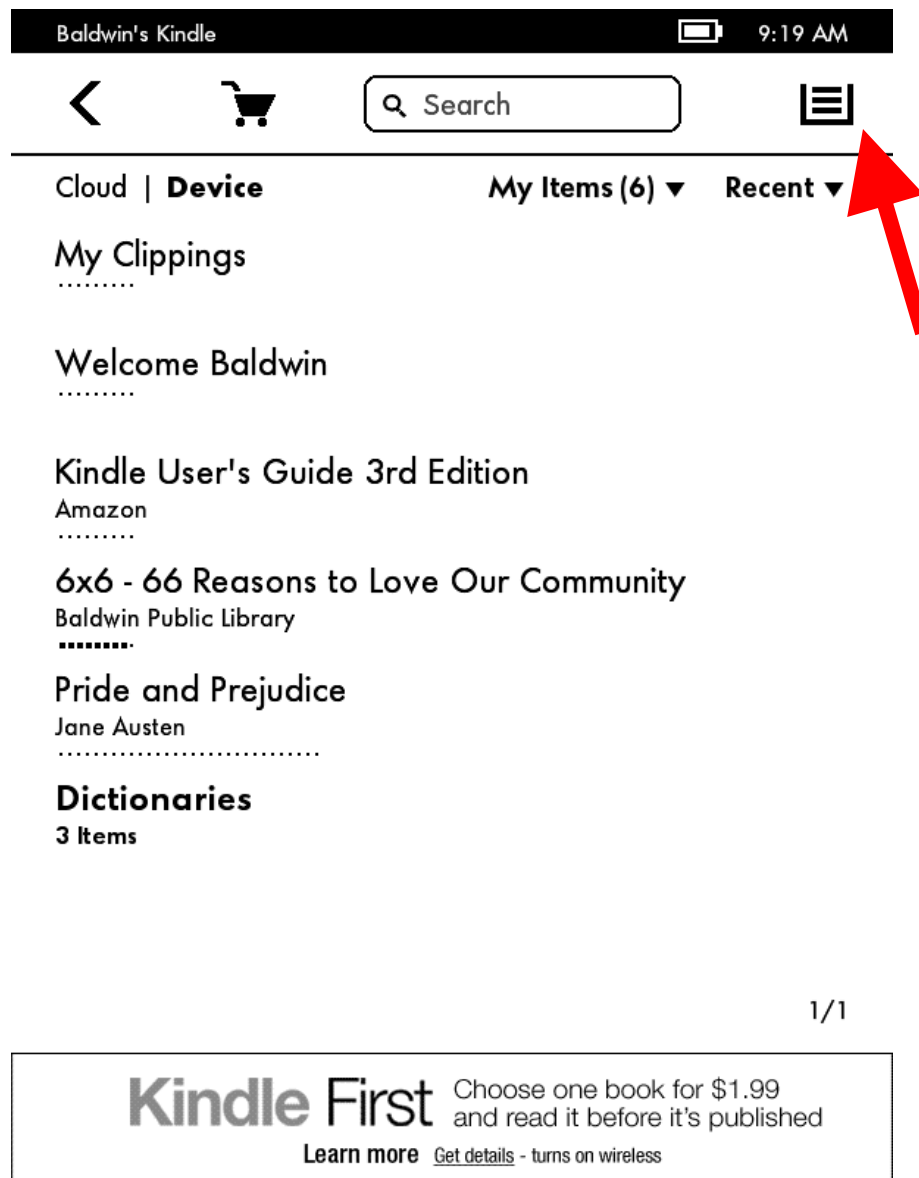 Baldwin's Kindle 9:19 AM
Search
Cloud | Device My Items (6) ▼ Recent ▼
My Clippings
Welcome Baldwin
Kindle User's Guide 3rd Edition
Amazon
6x6 - 66 Reasons to Love Our Community
Baldwin Public Library
Pride and Prejudice
Jane Austen
Dictionaries
3 Items
1/1
Kindle First Choose one book for $1.99
and read it before it's published
Learn more Get details - turns on wireless